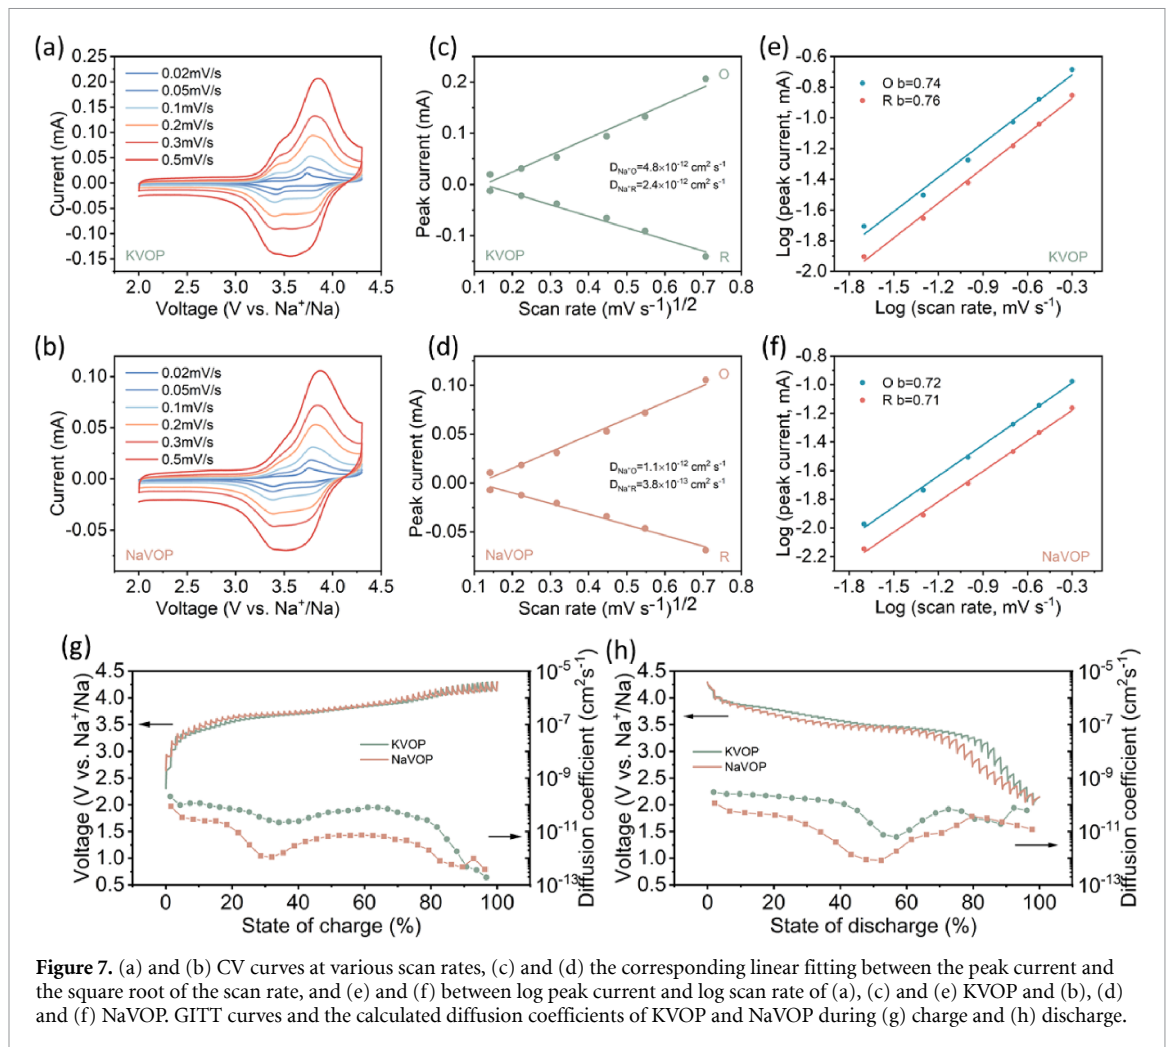 (a)
0.25
0.20
0.15
0.10
0.05
0.00
-0.05
-0.10
-0.15
Current (mA)
0.02mV/s
0.05mV/s
0.1mV/s
0.2mV/s
0.3mV/s
0.5mV/s
KVOP
2.0 2.5 3.0 3.5 4.0 4.5
Voltage (V vs. Na⁺/Na)
(c)
0.2
0.1
0.0
-0.1
Peak current (mA)
O
D_Na⁺O=4.8×10⁻¹² cm² s⁻¹
D_Na⁺R=2.4×10⁻¹² cm² s⁻¹
KVOP
R
0.1 0.2 0.3 0.4 0.5 0.6 0.7 0.8
Scan rate (mV s⁻¹)^1/2
(e)
-0.6
-0.8
-1.0
-1.2
-1.4
-1.6
-1.8
-2.0
Log (peak current, mA)
O b=0.74
R b=0.76
KVOP
-1.8 -1.5 -1.2 -0.9 -0.6 -0.3
Log (scan rate, mV s⁻¹)
(b)
0.10
0.05
0.00
-0.05
Current (mA)
0.02mV/s
0.05mV/s
0.1mV/s
0.2mV/s
0.3mV/s
0.5mV/s
NaVOP
2.0 2.5 3.0 3.5 4.0 4.5
Voltage (V vs. Na⁺/Na)
(d)
0.10
0.05
0.00
-0.05
Peak current (mA)
O
D_Na⁺O=1.1×10⁻¹² cm² s⁻¹
D_Na⁺R=3.8×10⁻¹³ cm² s⁻¹
NaVOP
R
0.1 0.2 0.3 0.4 0.5 0.6 0.7 0.8
Scan rate (mV s⁻¹)^1/2
(f)
-0.8
-1.0
-1.2
-1.4
-1.6
-1.8
-2.0
-2.2
Log (peak current, mA)
O b=0.72
R b=0.71
NaVOP
-1.8 -1.5 -1.2 -0.9 -0.6 -0.3
Log (scan rate, mV s⁻¹)
(g)
4.5
4.0
3.5
3.0
2.5
2.0
1.5
1.0
0.5
Voltage (V vs. Na⁺/Na)
KVOP
NaVOP
10⁻⁵
10⁻⁷
10⁻⁹
10⁻¹¹
10⁻¹³
Diffusion coefficient (cm²s⁻¹)
0 20 40 60 80 100
State of charge (%)
(h)
4.5
4.0
3.5
3.0
2.5
2.0
1.5
1.0
0.5
Voltage (V vs. Na⁺/Na)
KVOP
NaVOP
10⁻⁵
10⁻⁷
10⁻⁹
10⁻¹¹
10⁻¹³
Diffusion coefficient (cm²s⁻¹)
0 20 40 60 80 100
State of discharge (%)
Figure 7. (a) and (b) CV curves at various scan rates, (c) and (d) the corresponding linear fitting between the peak current and
the square root of the scan rate, and (e) and (f) between log peak current and log scan rate of (a), (c) and (e) KVOP and (b), (d)
and (f) NaVOP. GITT curves and the calculated diffusion coefficients of KVOP and NaVOP during (g) charge and (h) discharge.